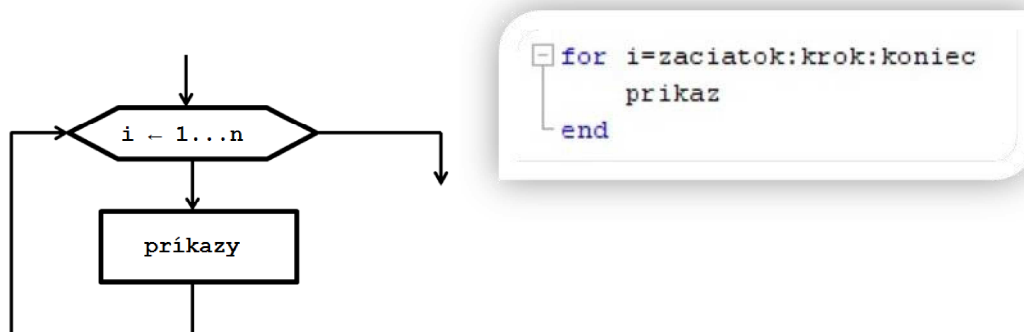 i ← 1...n
príkazy
for i=zaciatok:krok:koniec
prikaz
end